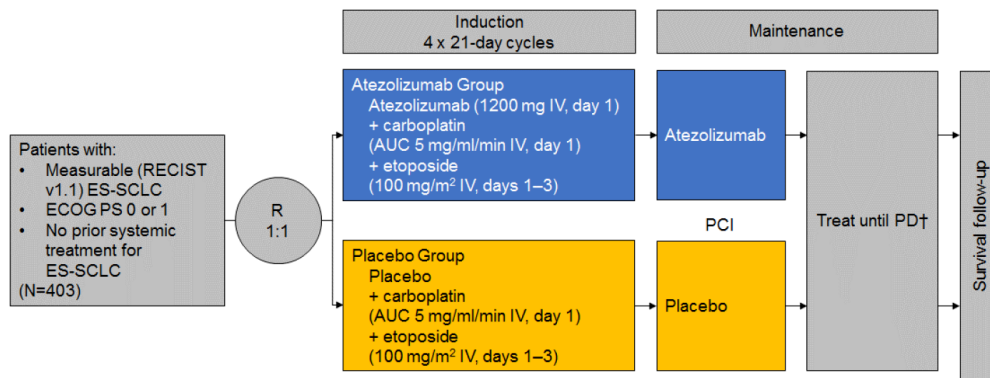 Induction
4 x 21-day cycles
Maintenance
Patients with:
• Measurable (RECIST
v1.1) ES-SCLC
• ECOG PS 0 or 1
• No prior systemic
treatment for
ES-SCLC
(N=403)
R
1:1
Atezolizumab Group
Atezolizumab (1200 mg IV, day 1)
+ carboplatin
(AUC 5 mg/ml/min IV, day 1)
+ etoposide
(100 mg/m² IV, days 1–3)
Atezolizumab
Placebo Group
Placebo
+ carboplatin
(AUC 5 mg/ml/min IV, day 1)
+ etoposide
(100 mg/m² IV, days 1–3)
PCI
Placebo
Treat until PD†
Survival follow-up